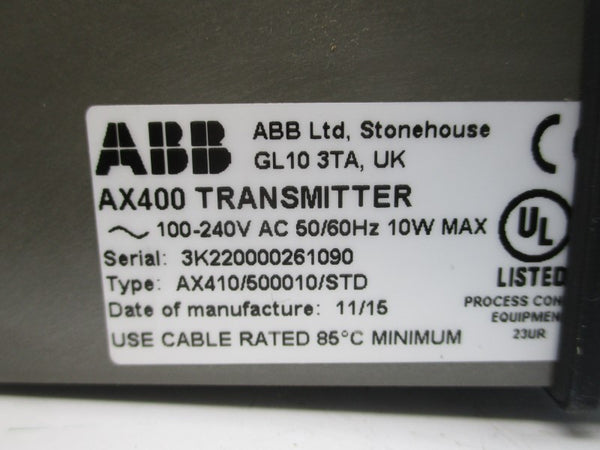 ABB
ABB Ltd, Stonehouse
GL10 3TA, UK
AX400 TRANSMITTER
100-240V AC 50/60Hz 10W MAX
Serial: 3K220000261090
Type: AX410/500010/STD
Date of manufacture: 11/15
USE CABLE RATED 85°C MINIMUM
UL
LISTED
PROCESS
EQUIPMEN
23UR